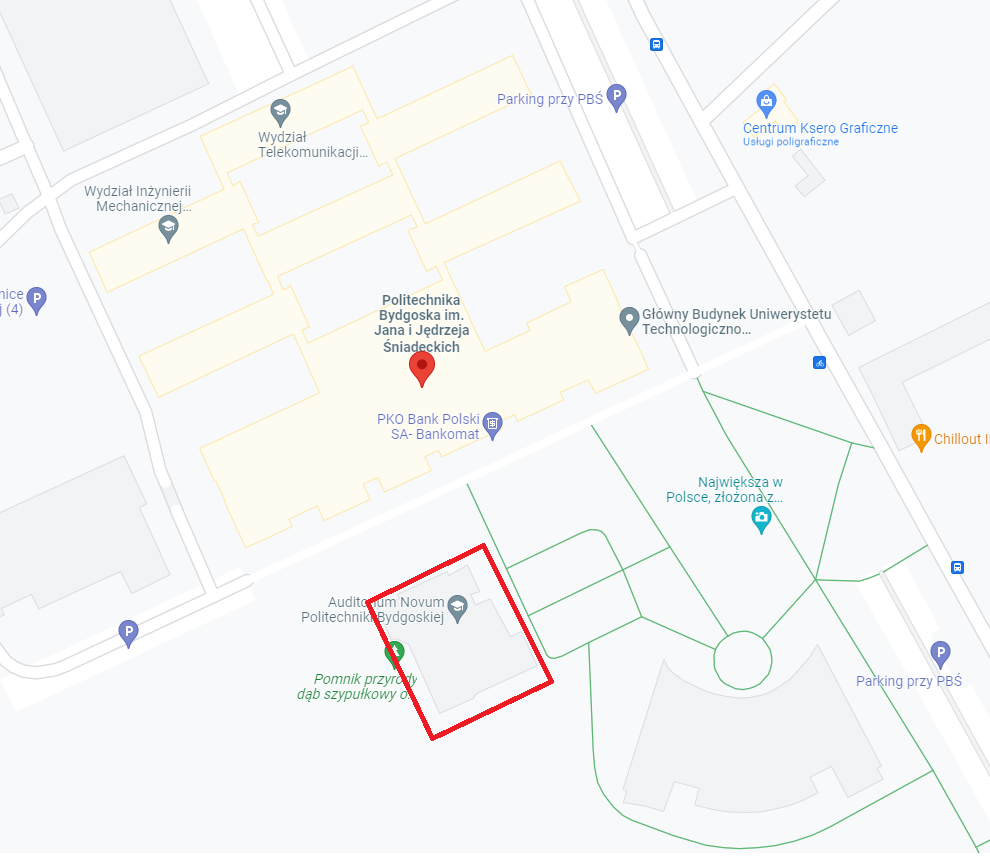 Parking przy PBŚ
Centrum Ksero Graficzne
Usługi poligraficzne
Wydział
Telekomunikacji...
Wydział Inżynierii
Mechanicznej...
nice
j (4)
Politechnika
Bydgoska im.
Jana i Jędrzeja
Śniadeckich
Główny Budynek Uniwerystetu
Technologiczno...
PKO Bank Polski
SA- Bankomat
Chillout
Największa w
Polsce, złożona z...
Auditorium Novum
Politechniki Bydgoskiej
Pomnik przyrody
dąb szypułkowy o...
Parking przy PBŚ